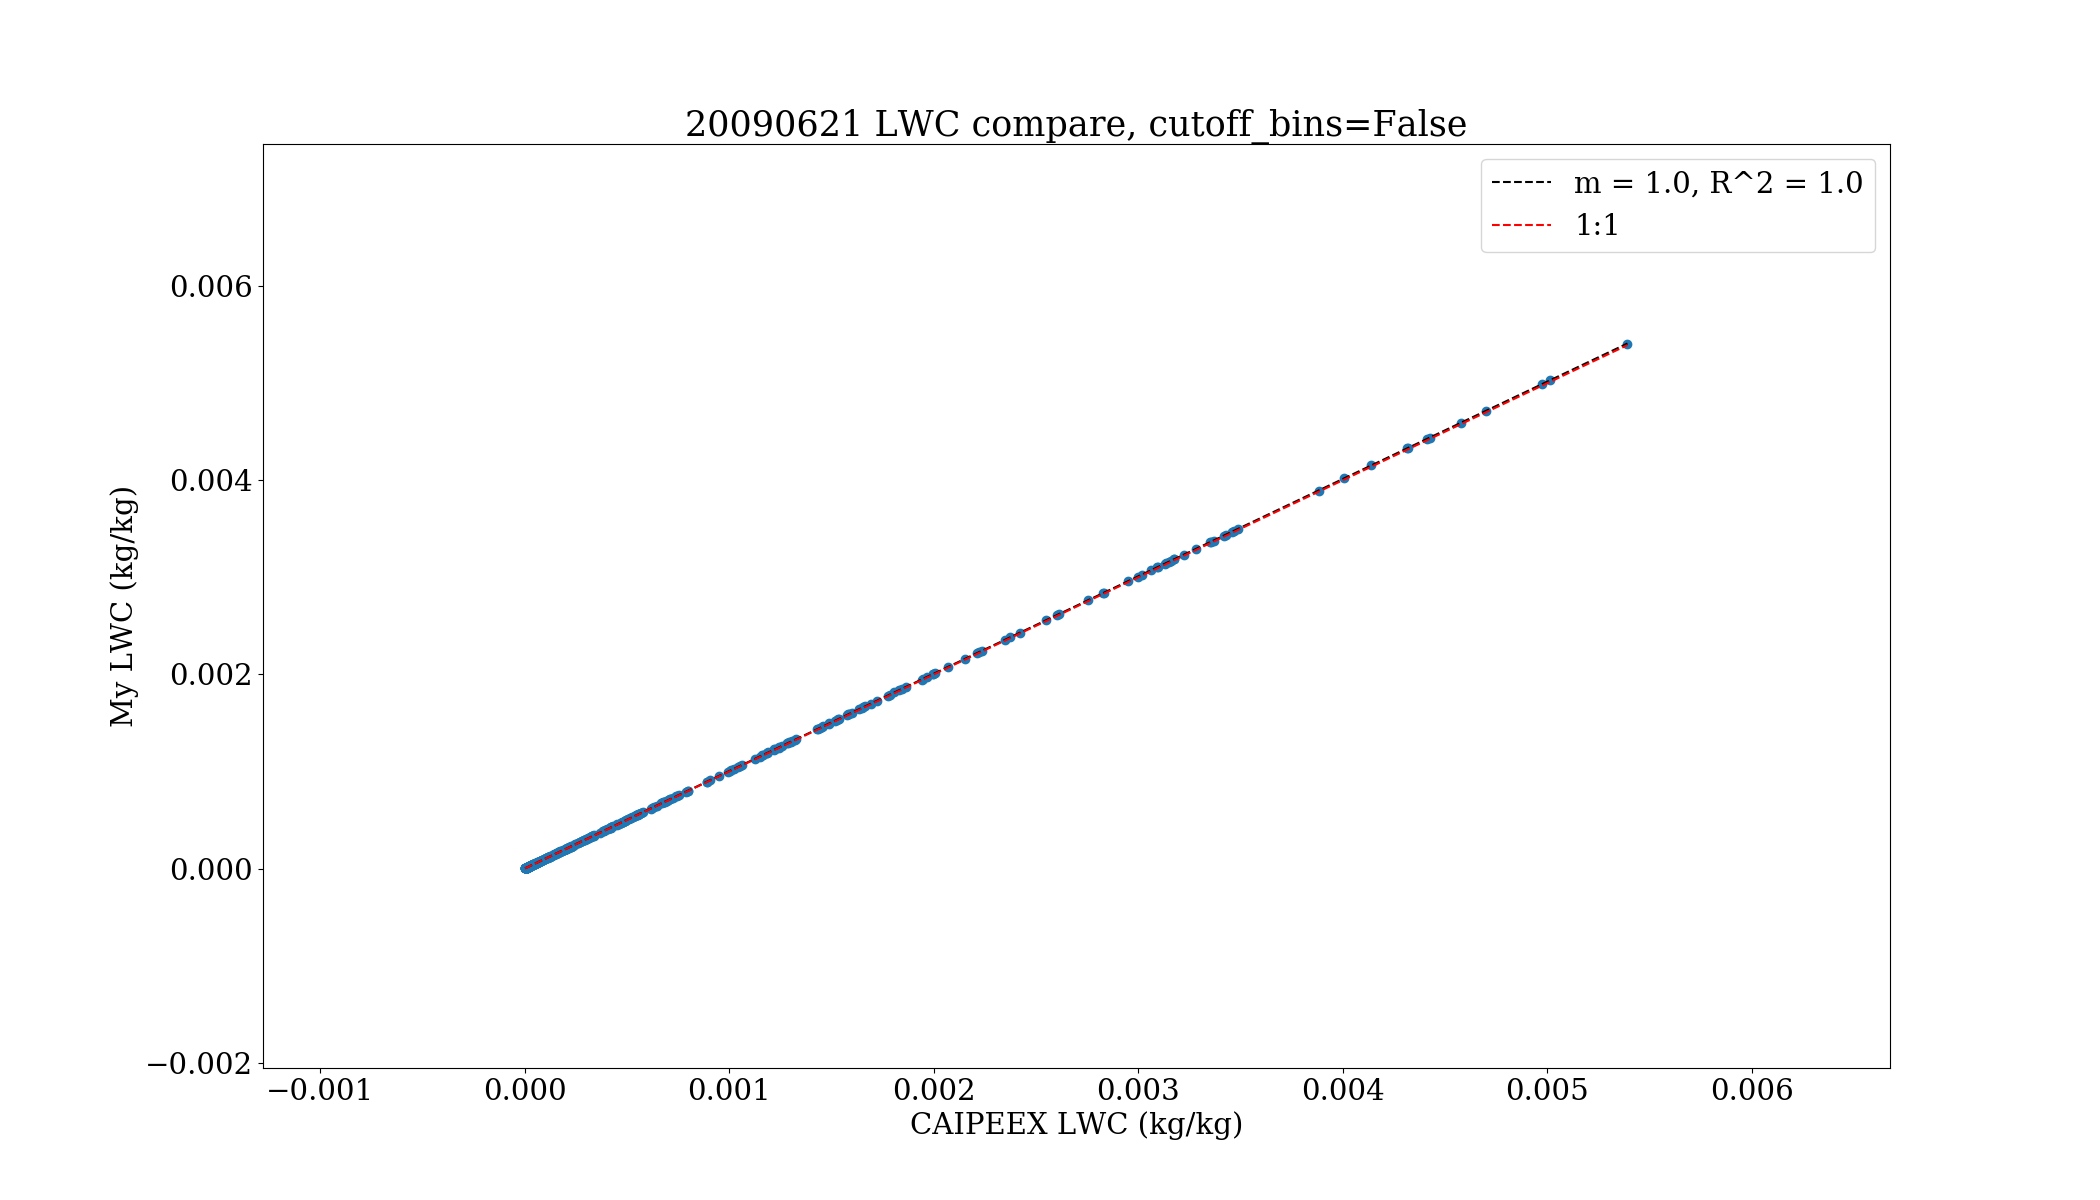 20090621 LWC compare, cutoff_bins=False
m = 1.0, R^2 = 1.0
1:1
0.006
0.004
0.002
0.000
−0.002
My LWC (kg/kg)
−0.001 0.000 0.001 0.002 0.003 0.004 0.005 0.006
CAIPEEX LWC (kg/kg)